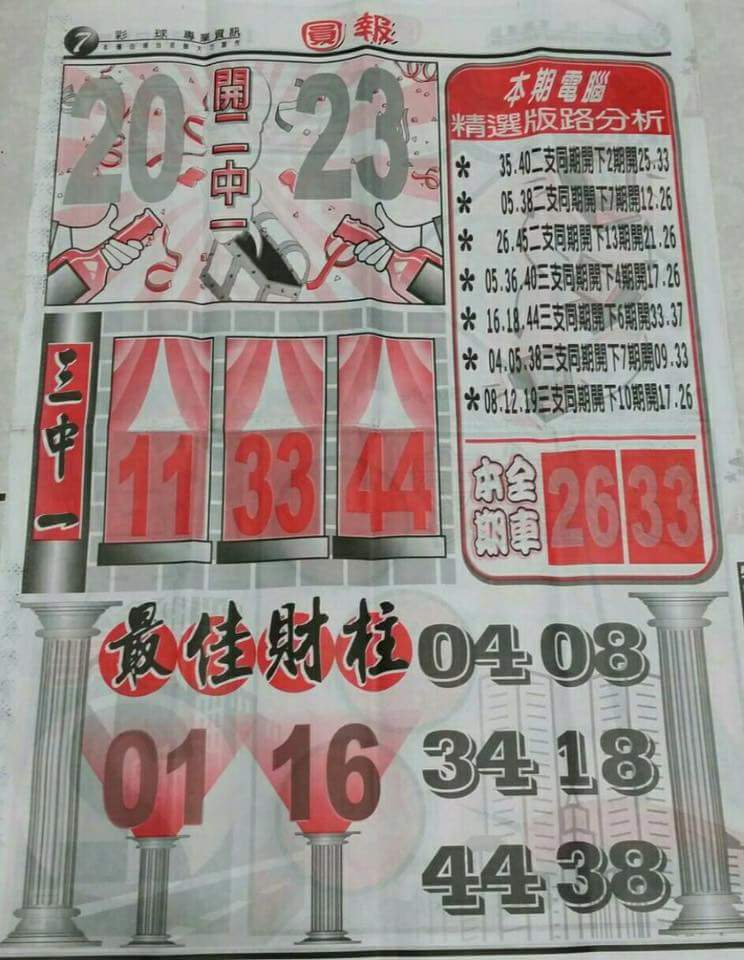 7 彩球專業資訊
圓報
20 開二中一 23
本期電腦
精選版路分析
* 35.40二支同期開下2期開25.33
* 05.38二支同期下7期開12.26
* 26.45二支同期開下13期開21.26
* 05.36.40三支同期開下4期開17.26
* 16.18.44三支同期開下6期開33.37
* 04.05.38三支同期開下7期開09.33
* 08.12.19三支同期開下10期開17.26
本期全車 26 33
三中一
11 33 44
最佳財柱
01 16
04 08
34 18
44 38